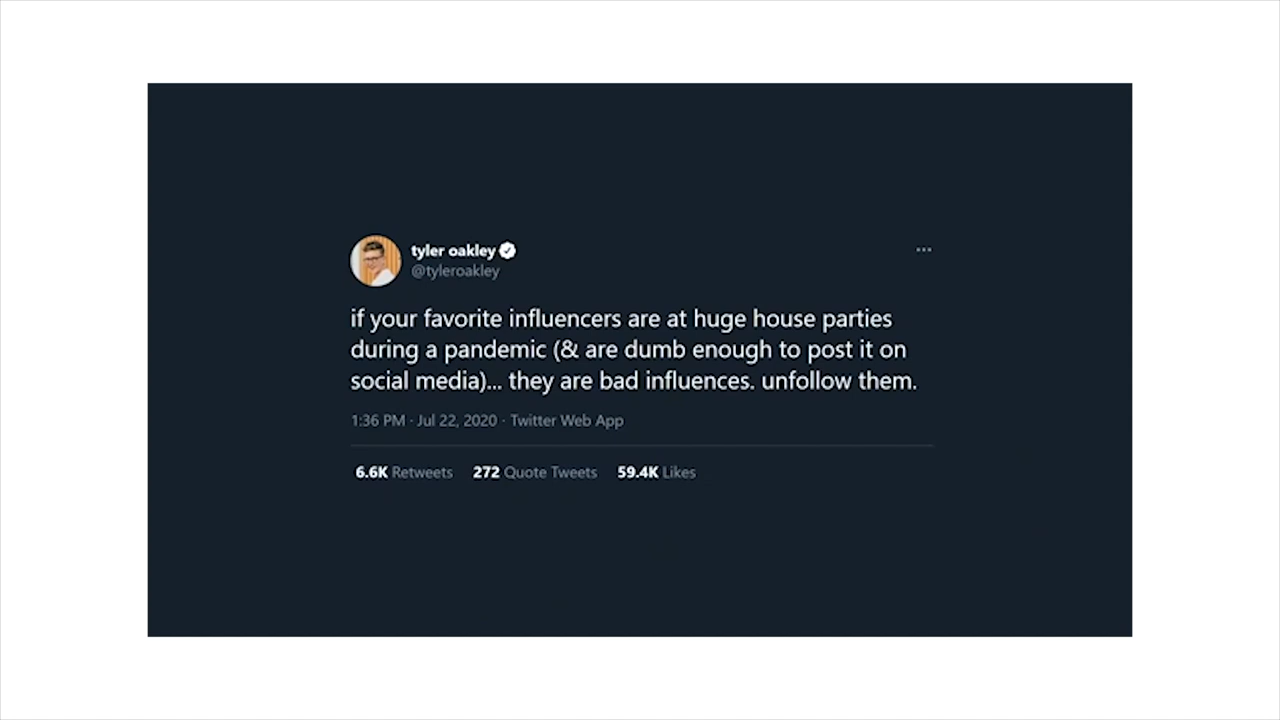 tyler oakley
@tyleroakley
if your favorite influencers are at huge house parties
during a pandemic (& are dumb enough to post it on
social media)... they are bad influences. unfollow them.
1:36 PM · Jul 22, 2020 · Twitter Web App
6.6K Retweets 272 Quote Tweets 59.4K Likes